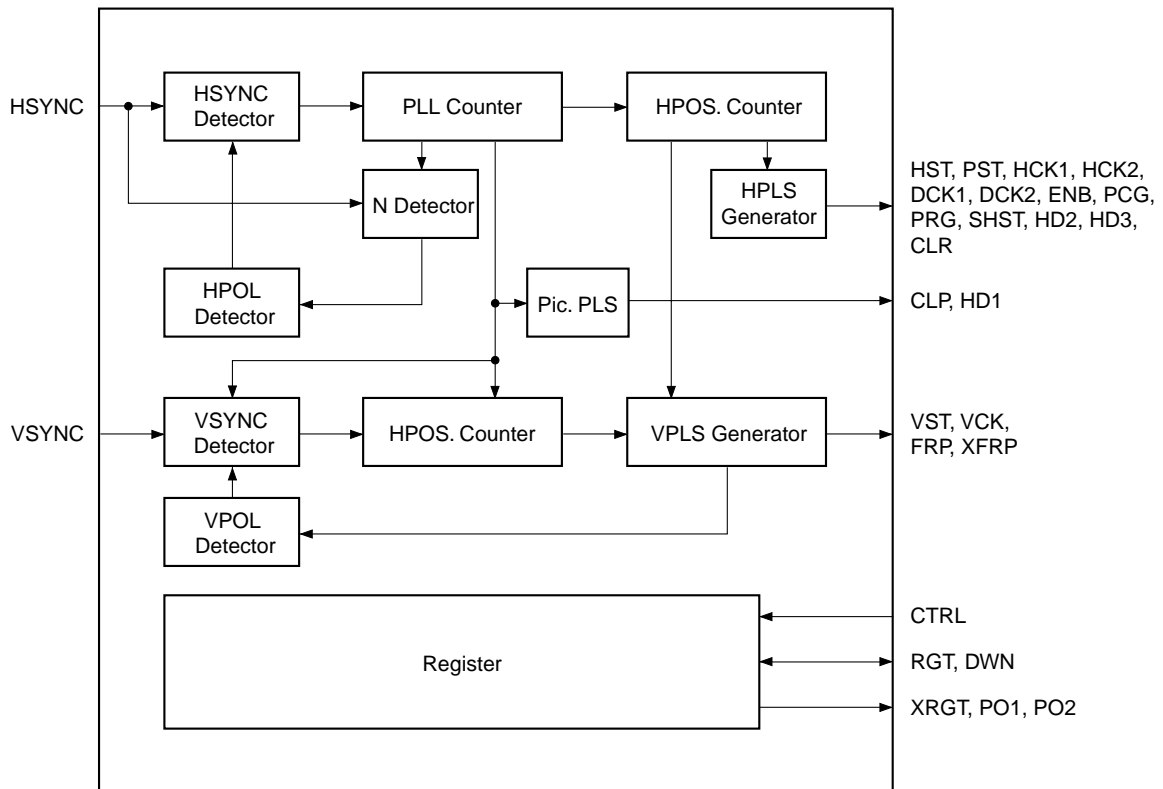 HSYNC
HSYNC
Detector
PLL Counter
HPOS. Counter
N Detector
HPLS
Generator
HST, PST, HCK1, HCK2,
DCK1, DCK2, ENB, PCG,
PRG, SHST, HD2, HD3,
CLR
HPOL
Detector
Pic. PLS
CLP, HD1
VSYNC
VSYNC
Detector
HPOS. Counter
VPLS Generator
VST, VCK,
FRP, XFRP
VPOL
Detector
Register
CTRL
RGT, DWN
XRGT, PO1, PO2